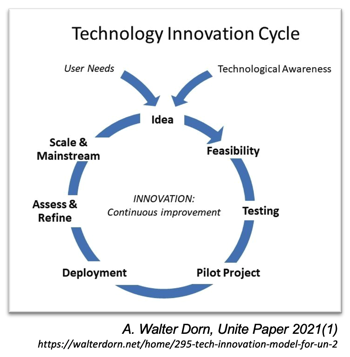 Technology Innovation Cycle
User Needs
Technological Awareness
Idea
Feasibility
Scale &
Mainstream
INNOVATION:
Continuous improvement
Assess &
Refine
Testing
Deployment
Pilot Project
A. Walter Dorn, Unite Paper 2021(1)
https://walterdorn.net/home/295-tech-innovation-model-for-un-2